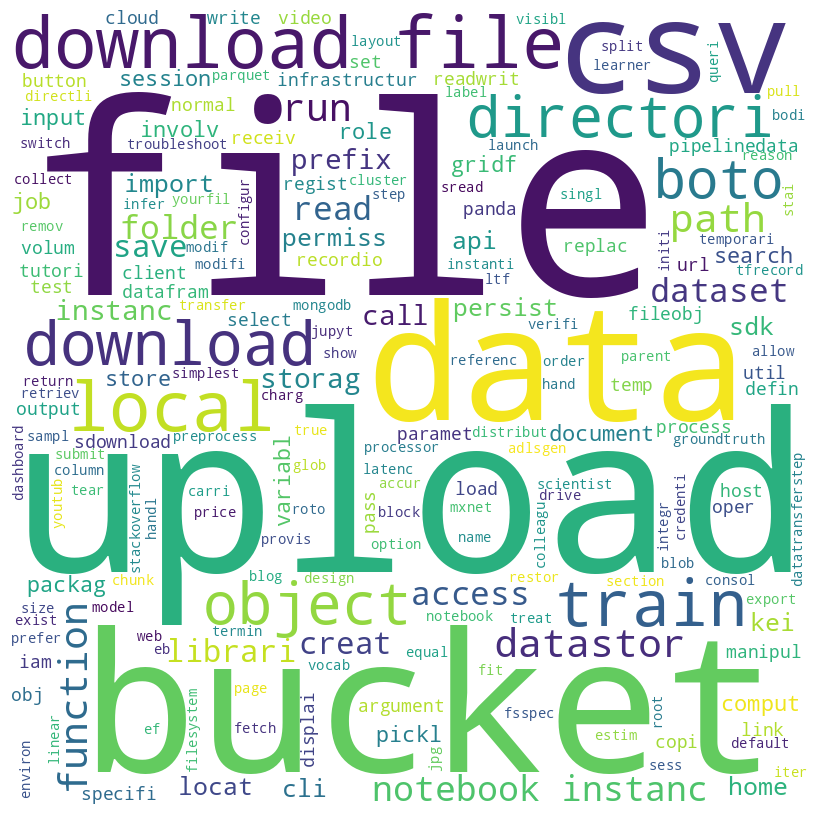 cloud write video visibl
download file csv
layout split queri
button session set infrastructur readwrit learner
directli parquet label pull
input normal run directori bodi
involv receiv role launch pipelinedata
switch troubleshoot prefix gridf reason
collect import regist cluster sread singl boto
job infer yourfil step panda path stai
remov folder read configur
volum save modif permiss api replac initi temporari search
tutori client modifi recordio instanti url tfrecord
test datafram ltf dataset
file
instanc transfer mongodb call persist fileobj
select verifi sdk
download jupyt show data parent allow
return store simplest storag referenc order util
retriev charg hand temp defin
output local paramet distribut document process
sampl sdownload preprocess true processor adlsgen groundtruth
dashboard submit variabl glob latenc scientist
column tear load drive host
youtub stackoverflow handl carri accur pass mxnet colleagu integr credenti oper
price roto block name blob datatransferstep
upload
provis option
packag chunk blog design restor section consol
size model object access train export
exist notebook treat kei
prefer function web termin creat equal datastor manipul
iam eb librari vocab fit
obj page argument fsspec root comput
bucket
linear ef filesystem fetch displai pickl jpg estim copi link
environ sess default
specifi locat cli notebook instanc home iter